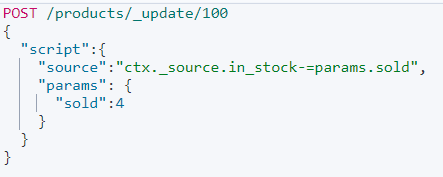 POST /products/_update/100
{
  "script":{
    "source":"ctx._source.in_stock-=params.sold",
    "params": {
      "sold":4
    }
  }
}